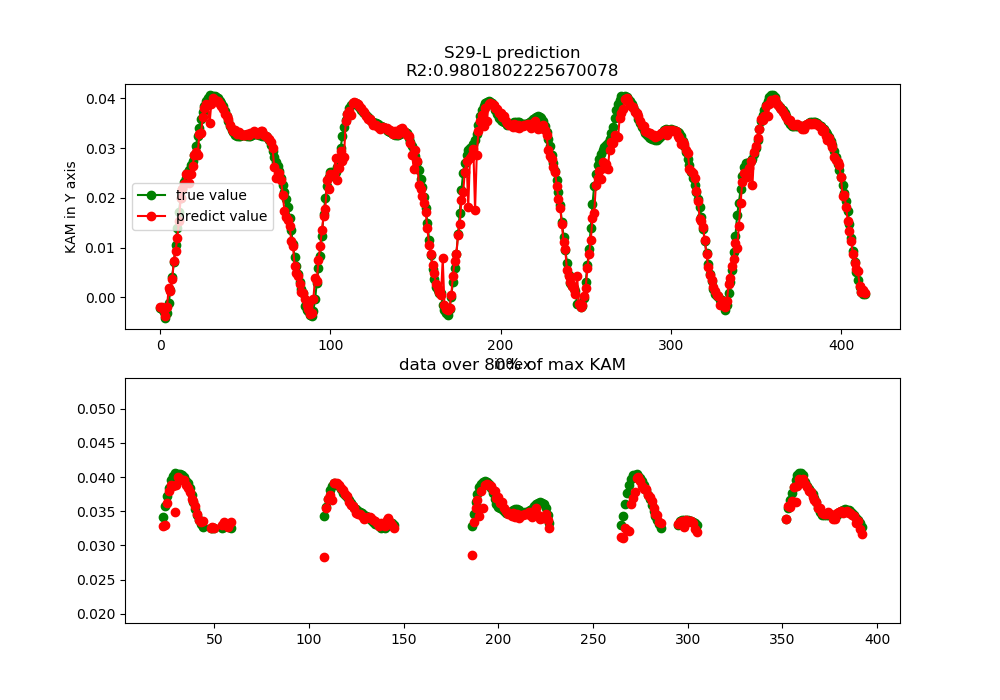 S29-L prediction
R2:0.9801802225670078
KAM in Y axis
0.04
0.03
0.02
0.01
0.00
true value
predict value
0 100 200 300 400
index
data over 80% of max KAM
0.050
0.045
0.040
0.035
0.030
0.025
0.020
50 100 150 200 250 300 350 400